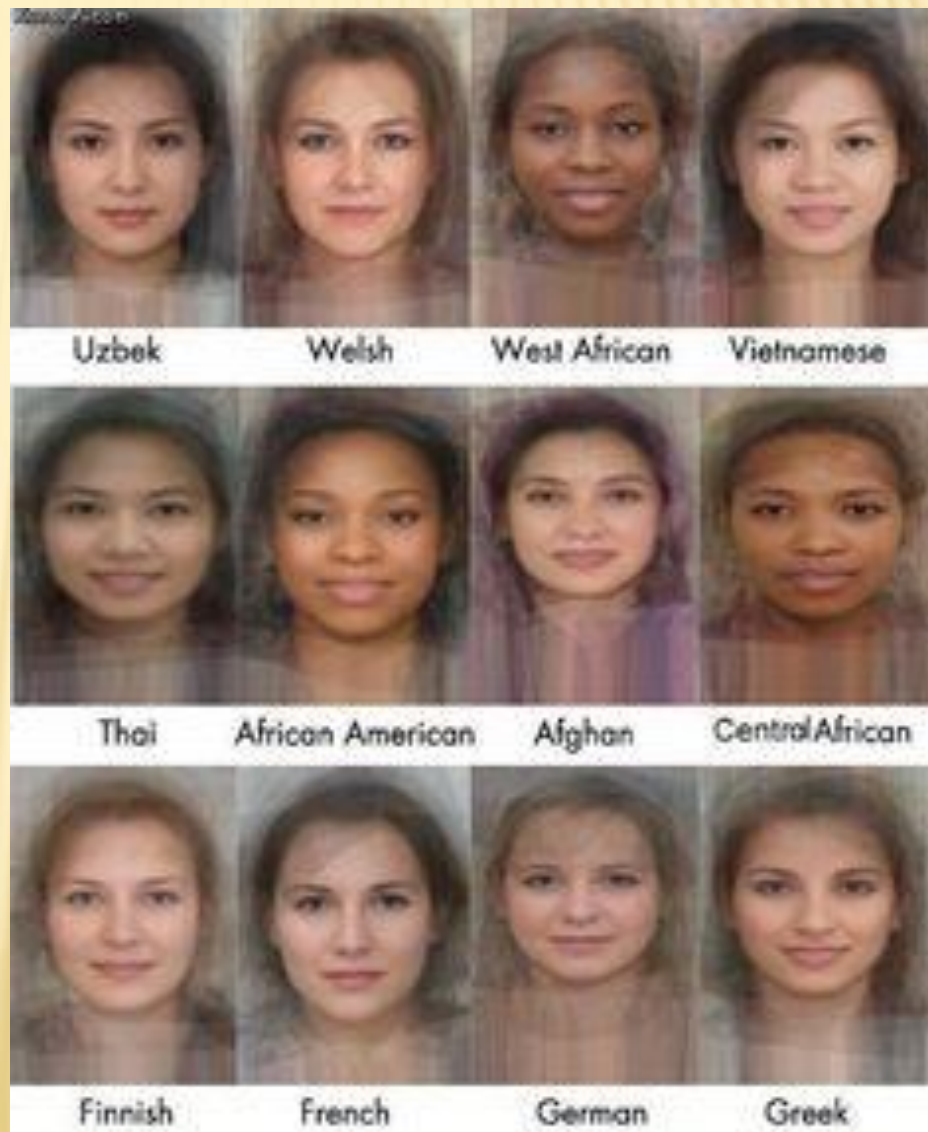 Uzbek Welsh West African Vietnamese
Thai African American Afghan Central African
Finnish French German Greek